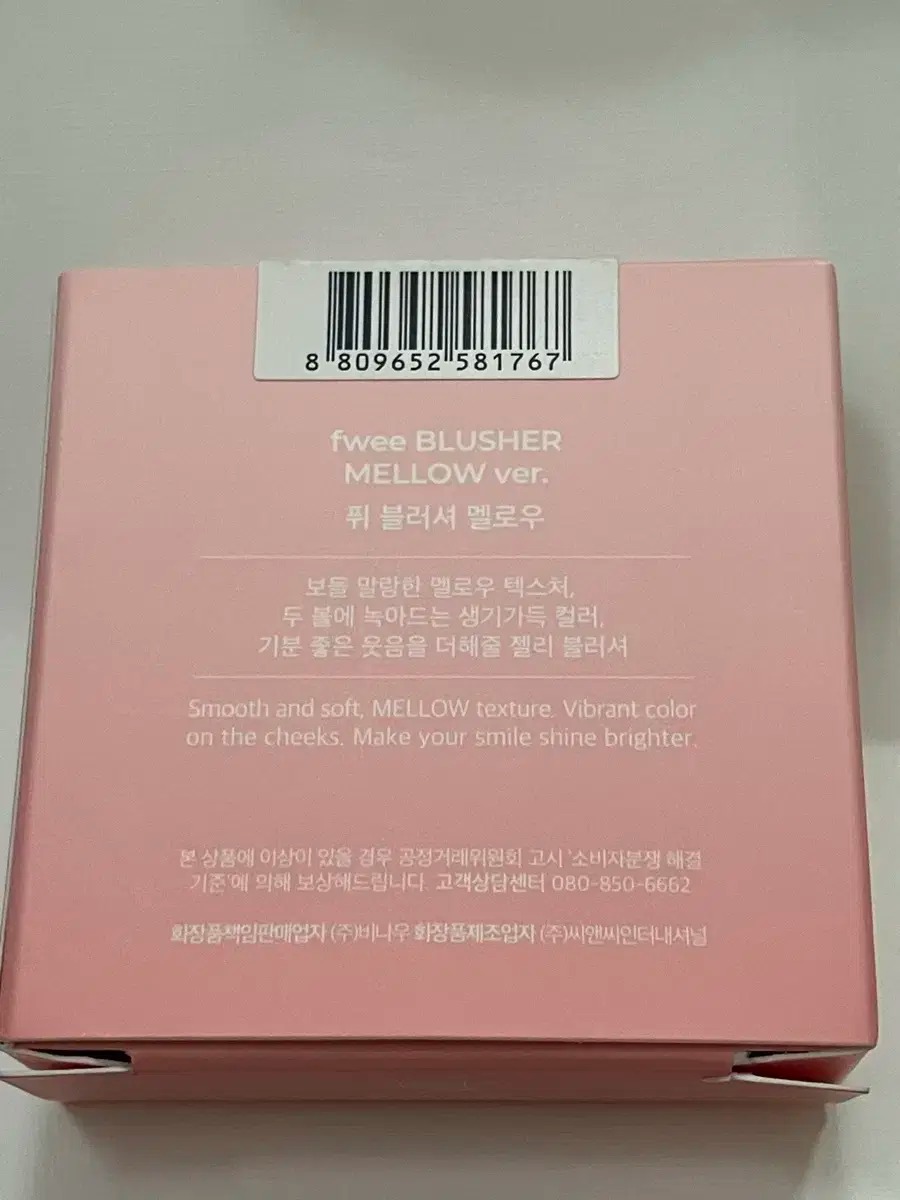 8 809652 581767
fwee BLUSHER
MELLOW ver.
퓌 블러셔 멜로우
보들 말랑한 멜로우 텍스처,
두 볼에 녹아드는 생기가득 컬러,
기분 좋은 웃음을 더해줄 젤리 블러셔
Smooth and soft, MELLOW texture. Vibrant color
on the cheeks. Make your smile shine brighter.
본 상품에 이상이 있을 경우 공정거래위원회 고시 '소비자분쟁 해결
기준'에 의해 보상해드립니다. 고객상담센터 080-850-6662
화장품책임판매업자 (주)비나우 화장품제조업자 (주)씨앤씨인터내셔널